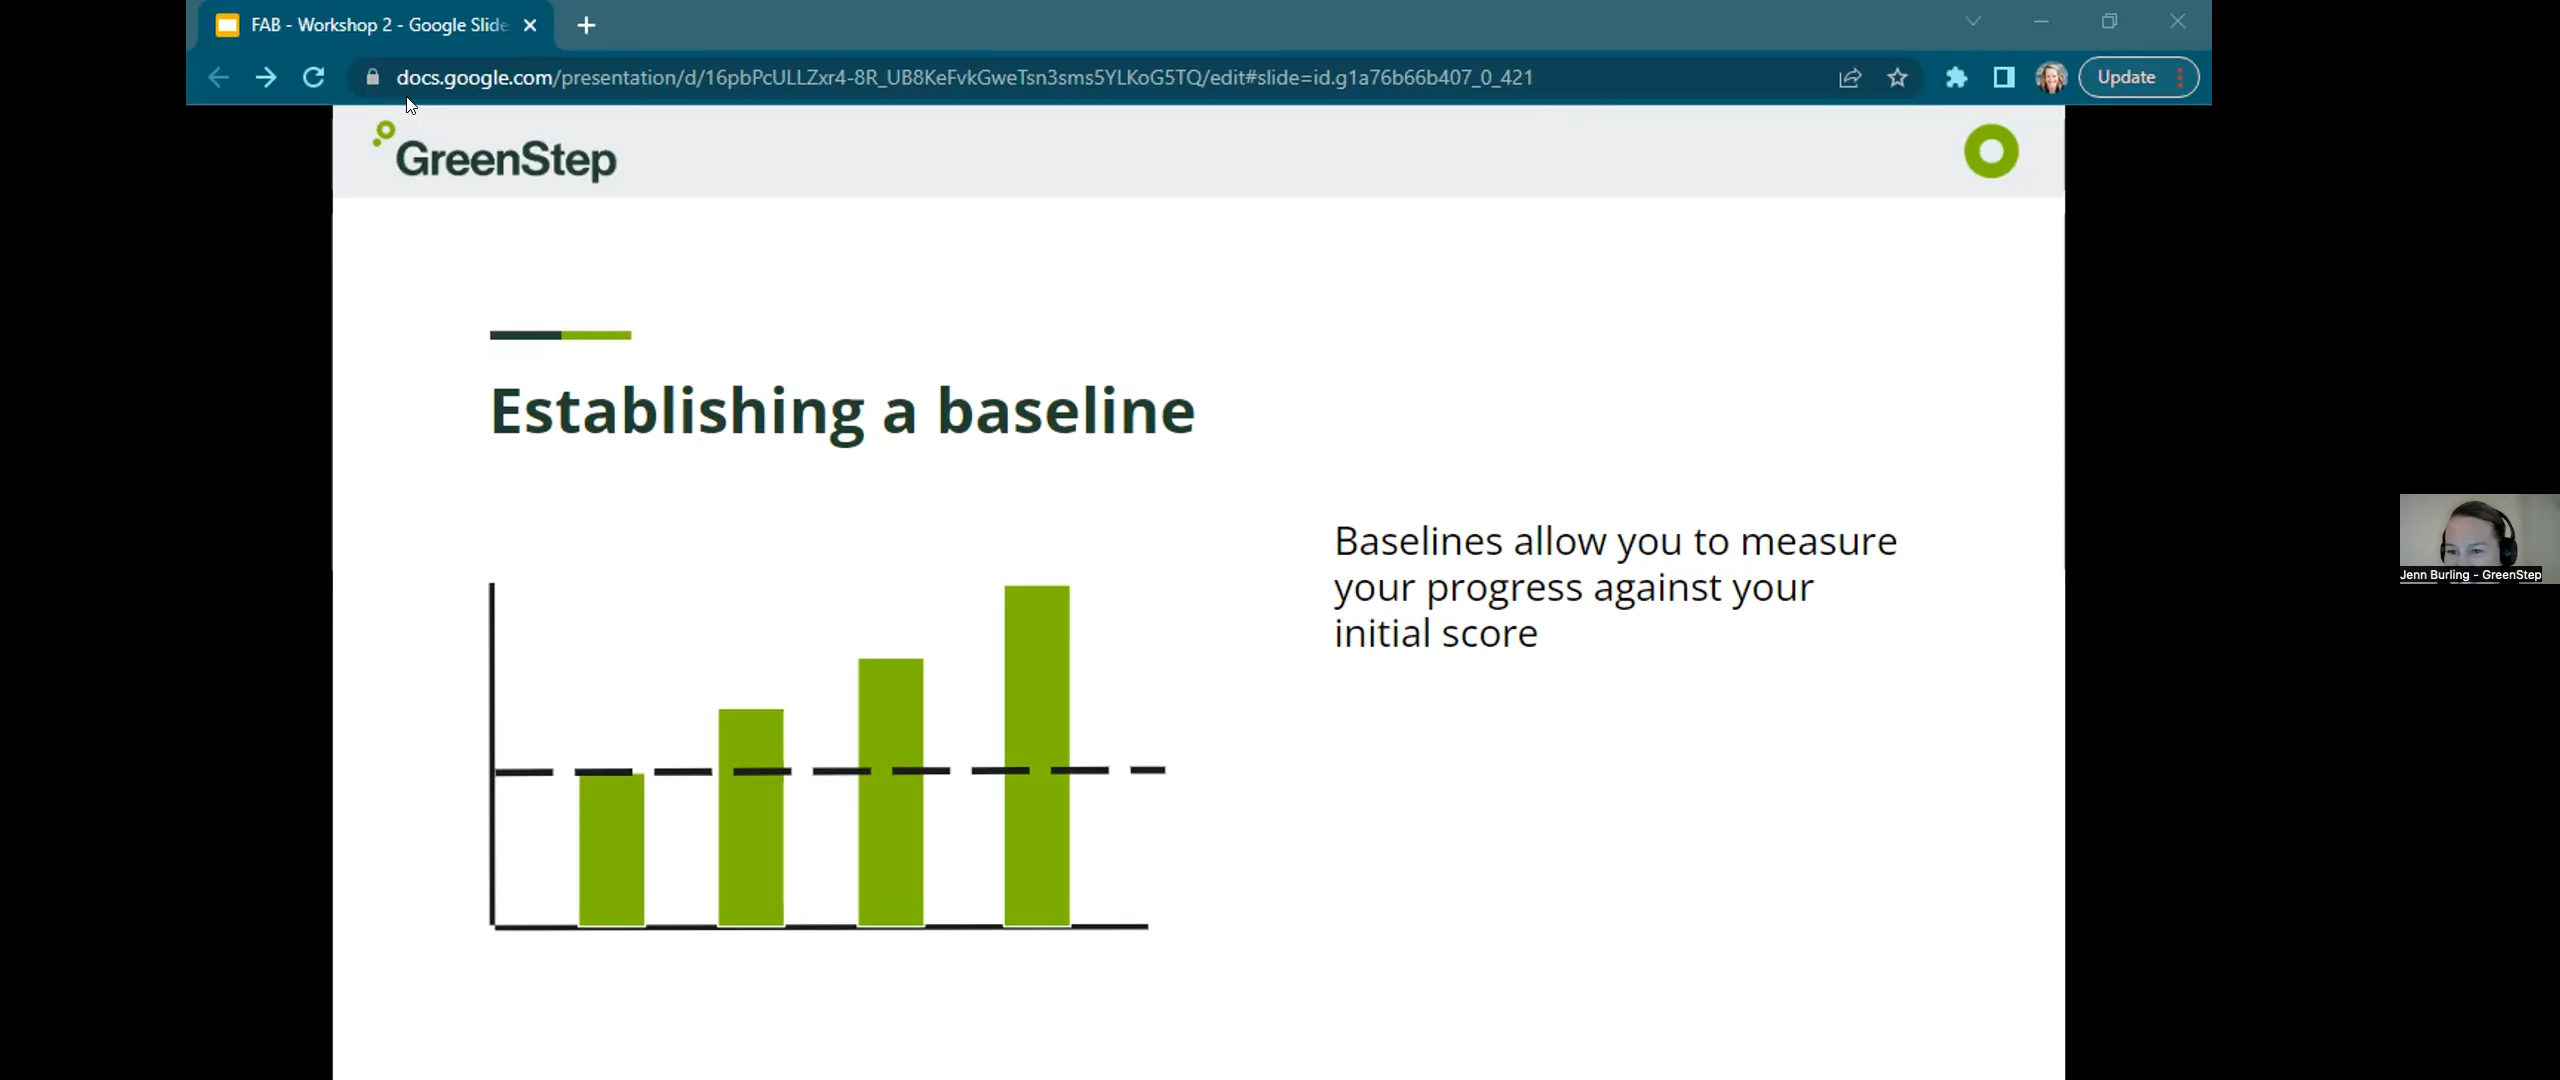 FAB - Workshop 2 - Google Slide
docs.google.com/presentation/d/16pbPcULLZxr4-8R_UB8KeFvkGweTsn3sms5YLKoG5TQ/edit#slide=id.g1a76b66b407_0_421
Update
GreenStep
Establishing a baseline
Baselines allow you to measure
your progress against your
initial score
Jenn Burling - GreenStep